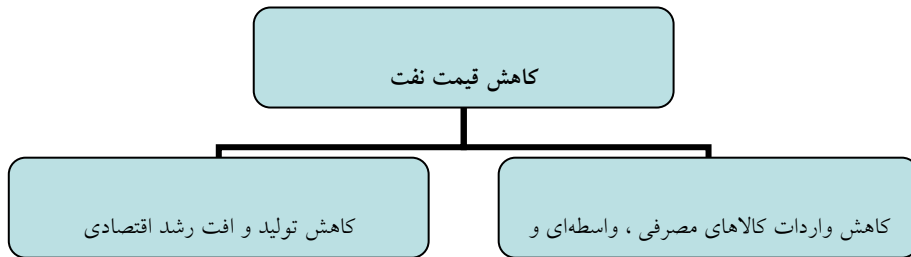 کاهش قیمت نفت
کاهش واردات کالاهای مصرفی ، واسطه‌ای و
کاهش تولید و افت رشد اقتصادی